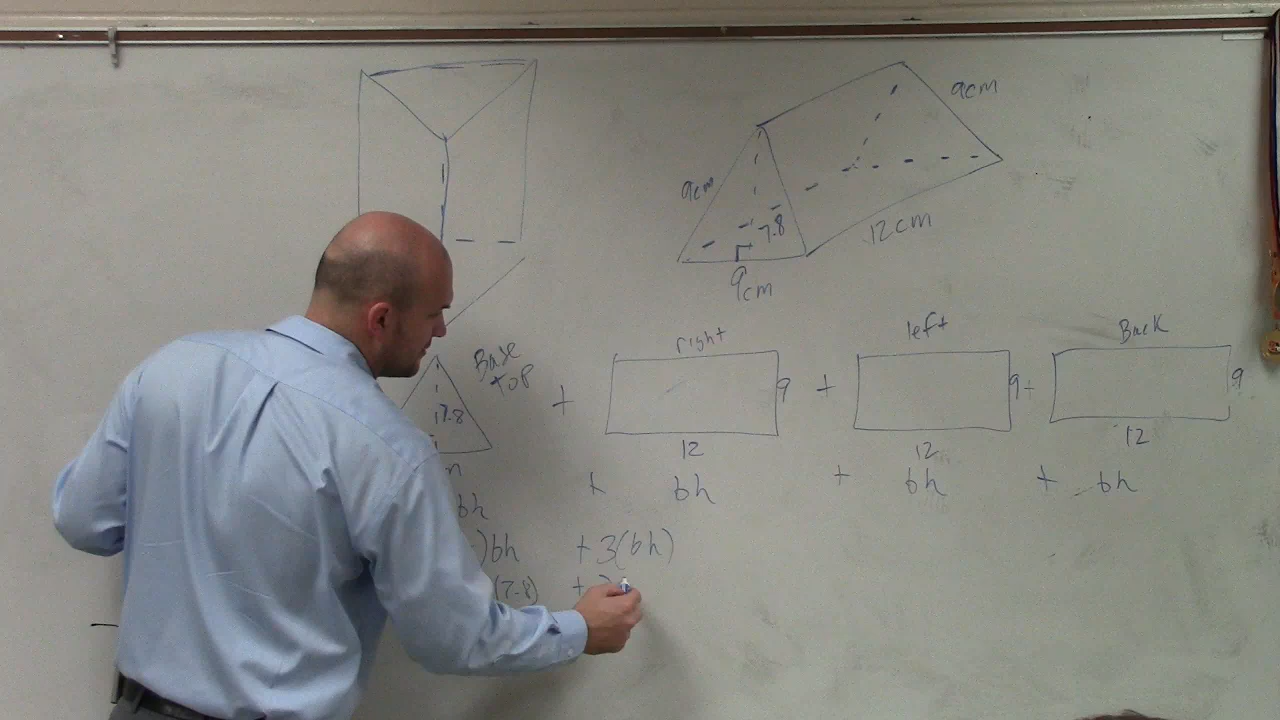 9cm
9cm
7.8
12cm
9cm
right
left
Back
Base
top
7.8
+
9
+
9
+
9
12
12
12
bh
+
bh
+
bh
+
bh
)bh
+ 3(bh)
(7.8)
+